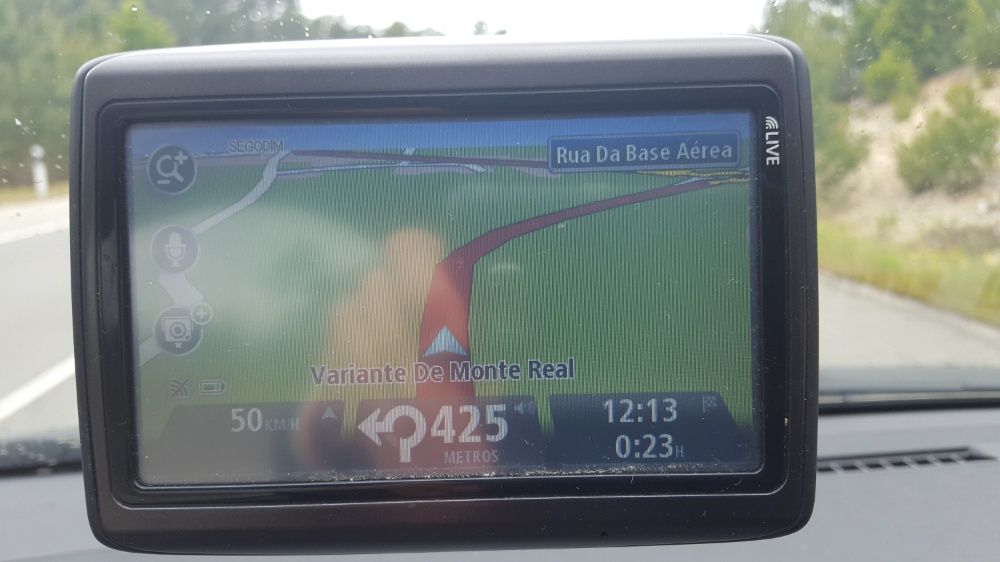 SEGODIM
Rua Da Base Aérea
LIVE
Variante De Monte Real
50 KM/H
425
METROS
12:13
0:23H